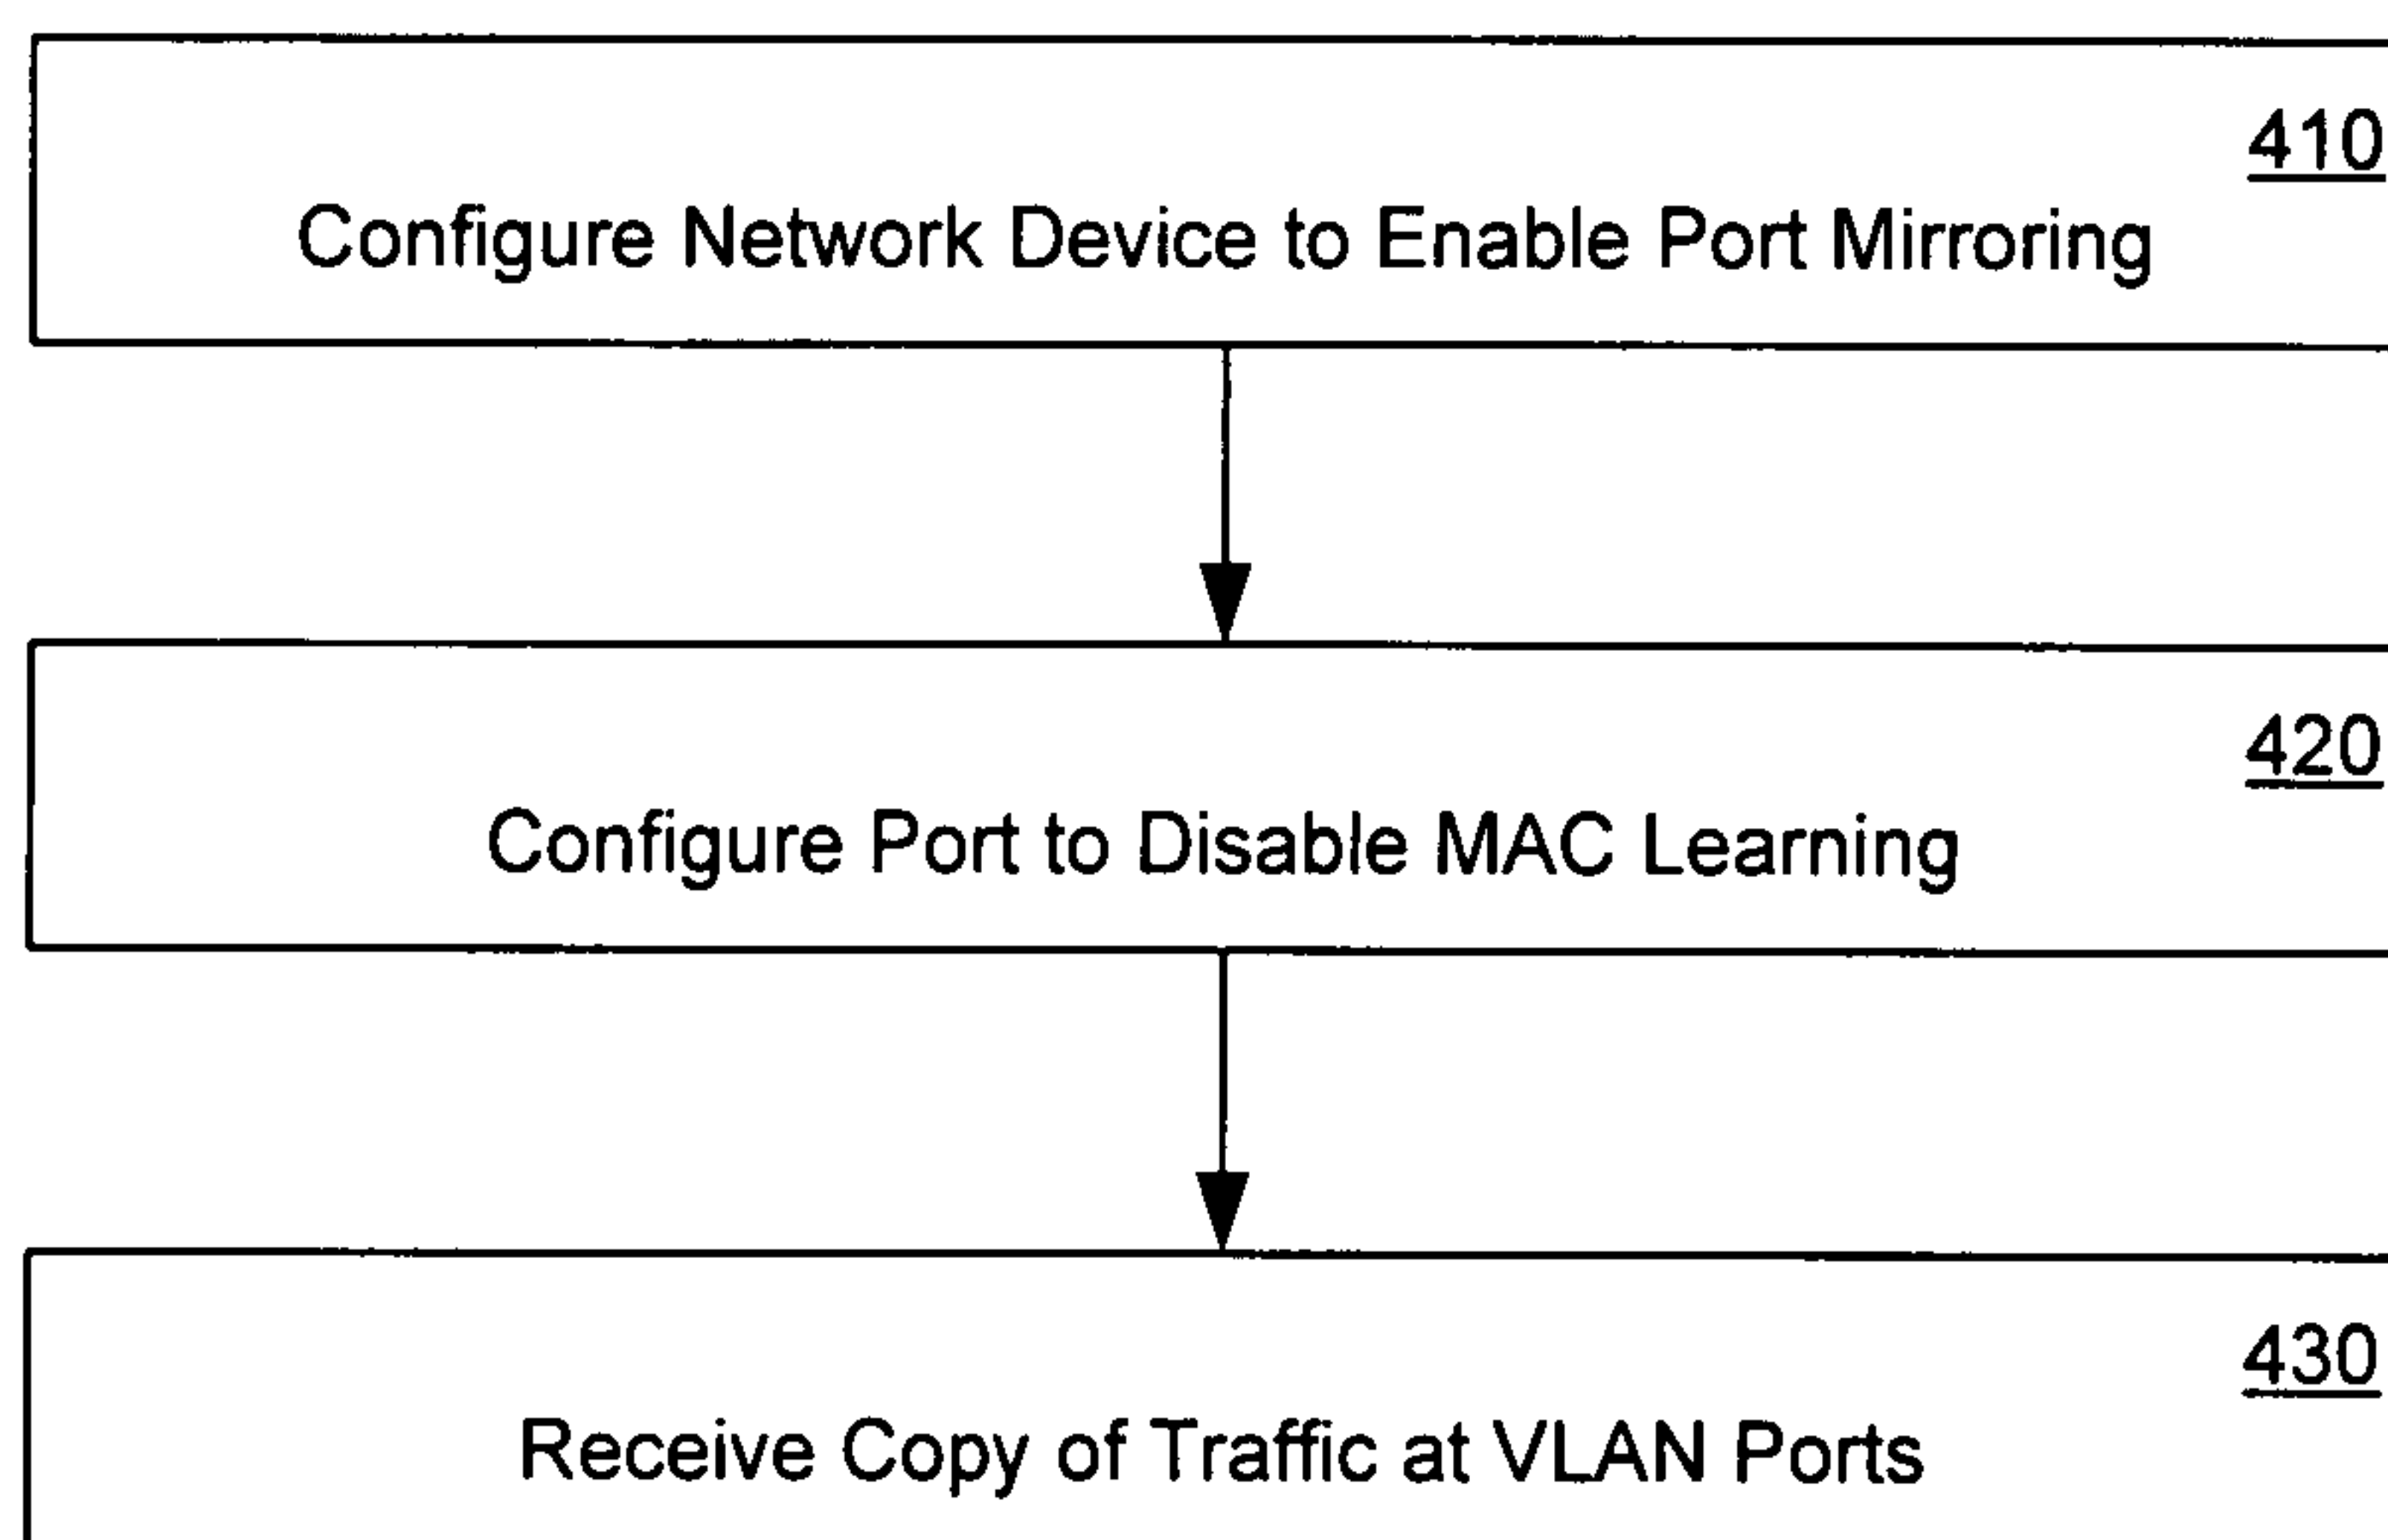 410
Configure Network Device to Enable Port Mirroring
420
Configure Port to Disable MAC Learning
430
Receive Copy of Traffic at VLAN Ports